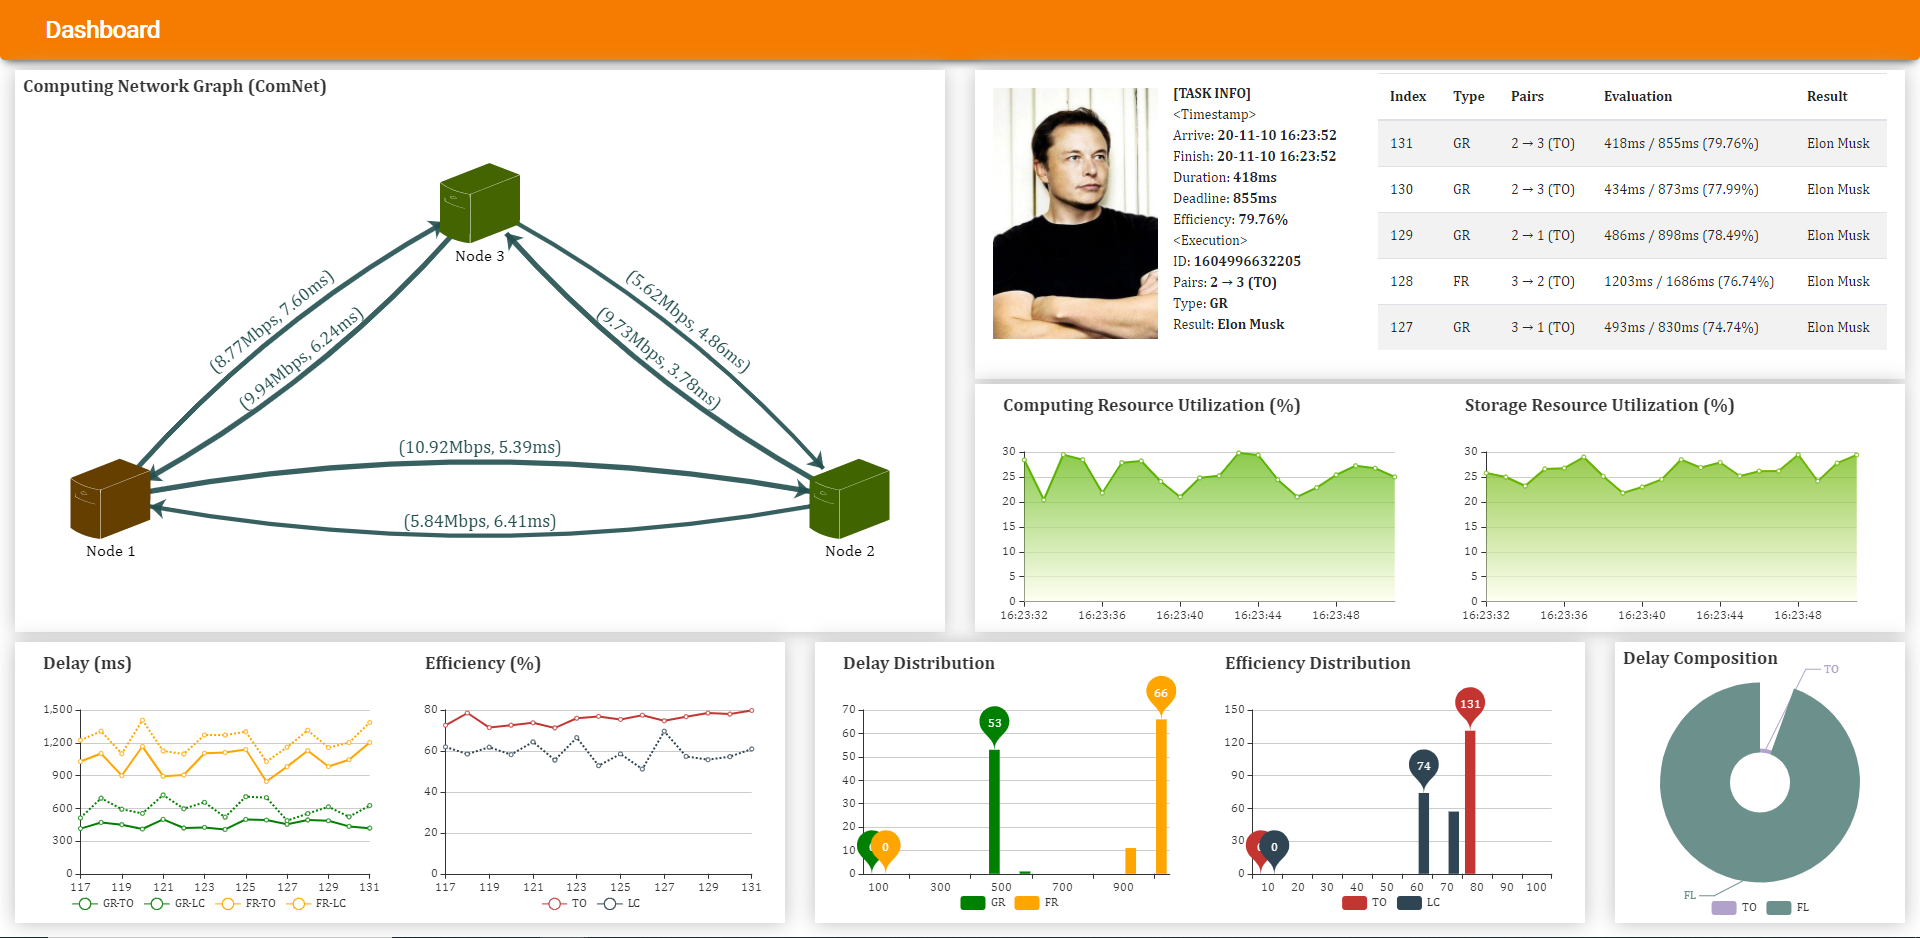 Dashboard
Computing Network Graph (ComNet)
Node 3
(8.77Mbps, 7.60ms)
(9.94Mbps, 6.24ms)
(5.62Mbps, 4.86ms)
(9.73Mbps, 3.78ms)
(10.92Mbps, 5.39ms)
(5.84Mbps, 6.41ms)
Node 1
Node 2
[TASK INFO]
<Timestamp>
Arrive: 20-11-10 16:23:52
Finish: 20-11-10 16:23:52
Duration: 418ms
Deadline: 855ms
Efficiency: 79.76%
<Execution>
ID: 1604996632205
Pairs: 2 → 3 (TO)
Type: GR
Result: Elon Musk
Index Type Pairs Evaluation Result
131 GR 2 → 3 (TO) 418ms / 855ms (79.76%) Elon Musk
130 GR 2 → 3 (TO) 434ms / 873ms (77.99%) Elon Musk
129 GR 2 → 1 (TO) 486ms / 898ms (78.49%) Elon Musk
128 FR 3 → 2 (TO) 1203ms / 1686ms (76.74%) Elon Musk
127 GR 3 → 1 (TO) 493ms / 830ms (74.74%) Elon Musk
Computing Resource Utilization (%)
30
25
20
15
10
5
0
16:23:32 16:23:36 16:23:40 16:23:44 16:23:48
Storage Resource Utilization (%)
30
25
20
15
10
5
0
16:23:32 16:23:36 16:23:40 16:23:44 16:23:48
Delay (ms)
1,500
1,200
900
600
300
0
117 119 121 123 125 127 129 131
GR-TO GR-LC FR-TO FR-LC
Efficiency (%)
80
60
40
20
0
117 119 121 123 125 127 129 131
TO LC
Delay Distribution
70
60
50
40
30
20
10
0
53
66
0
100 300 500 700 900
GR FR
Efficiency Distribution
150
120
90
60
30
0
131
74
0
10 20 30 40 50 60 70 80 90 100
TO LC
Delay Composition
TO
FL
TO FL